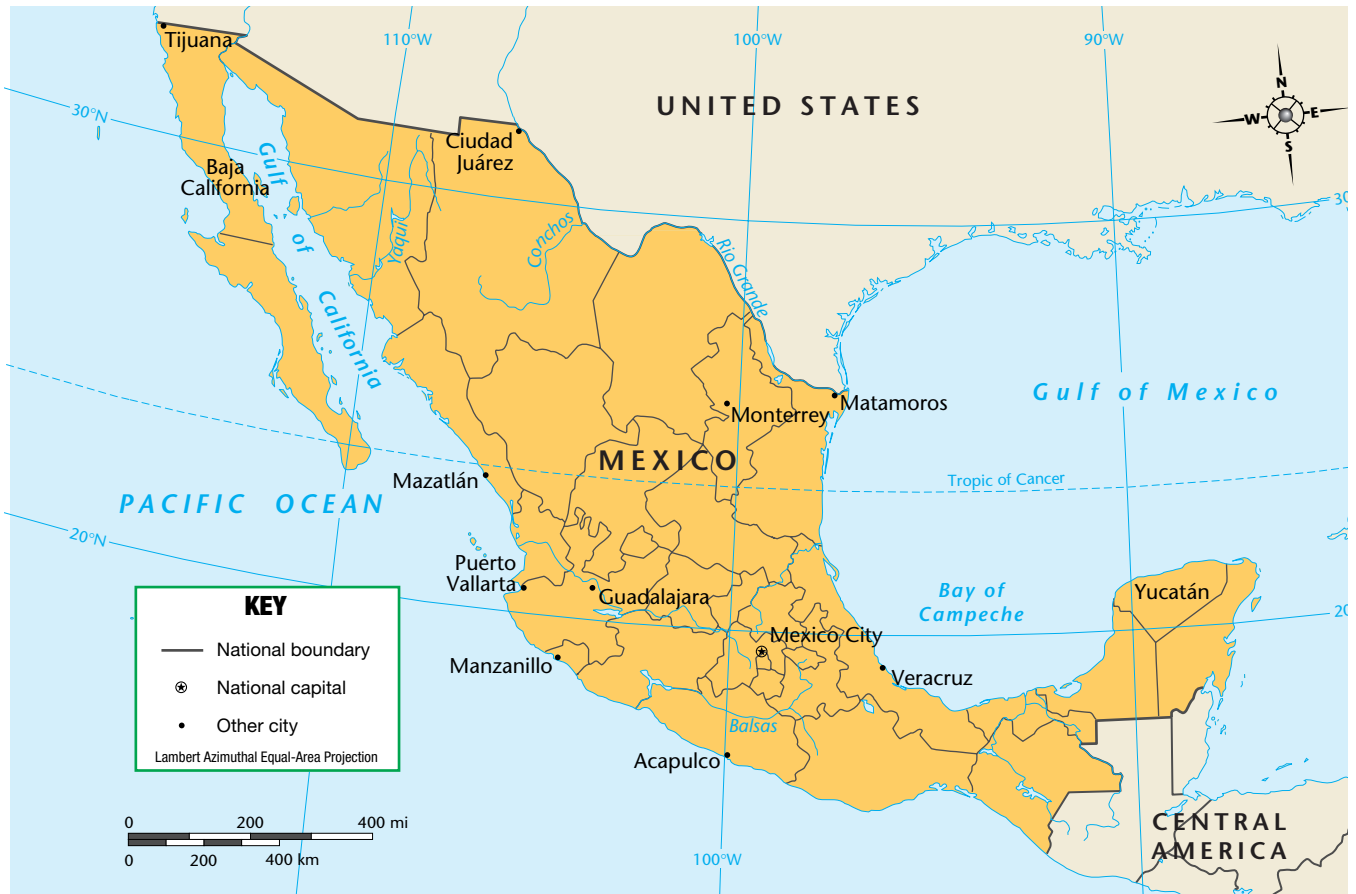 Tijuana
110°W
100°W
90°W
N
W
E
S
30°N
UNITED STATES
Ciudad
Juárez
Baja
California
Gulf
of
California
Yaqui
Conchos
Rio Grande
30
Monterrey
Matamoros
Gulf of Mexico
MEXICO
Mazatlán
Tropic of Cancer
PACIFIC OCEAN
20°N
Puerto
Vallarta
Guadalajara
Bay of
Campeche
Yucatán
20
Mexico City
Manzanillo
Veracruz
Balsas
Acapulco
KEY
National boundary
National capital
Other city
Lambert Azimuthal Equal-Area Projection
0 200 400 mi
0 200 400 km
100°W
CENTRAL
AMERICA